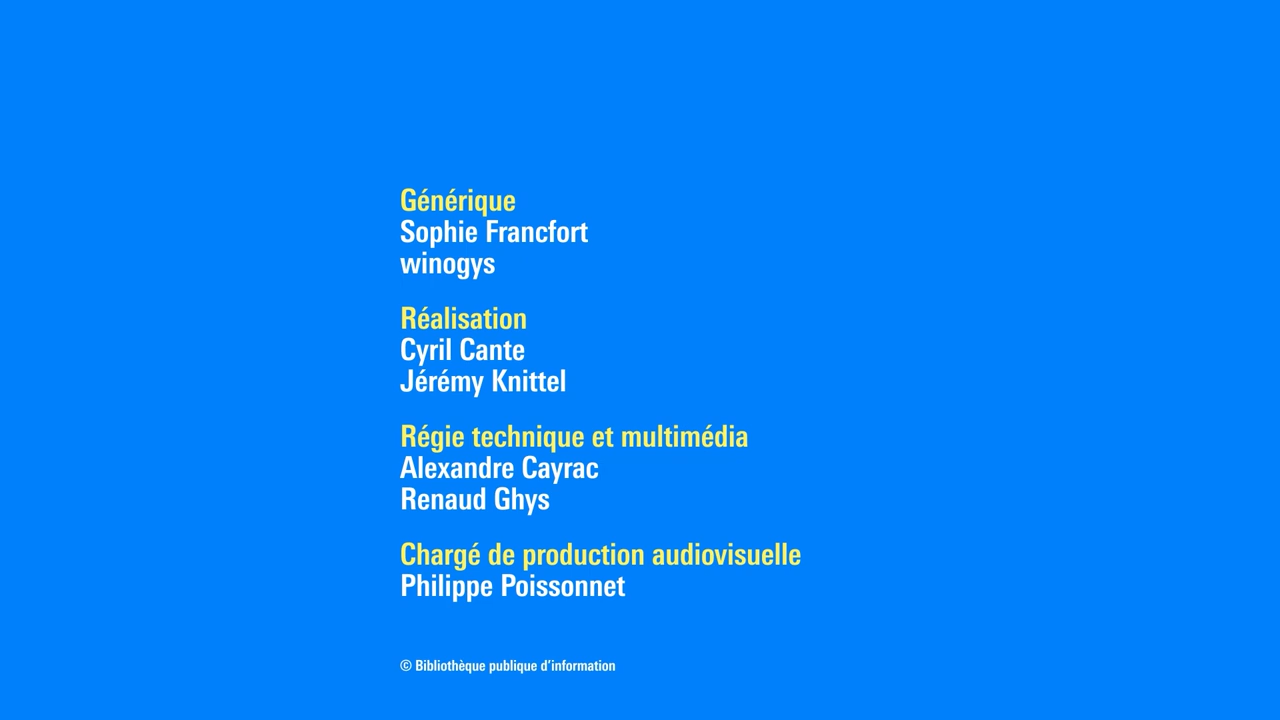 Générique
Sophie Francfort
winogys
Réalisation
Cyril Cante
Jérémy Knittel
Régie technique et multimédia
Alexandre Cayrac
Renaud Ghys
Chargé de production audiovisuelle
Philippe Poissonnet
© Bibliothèque publique d’information